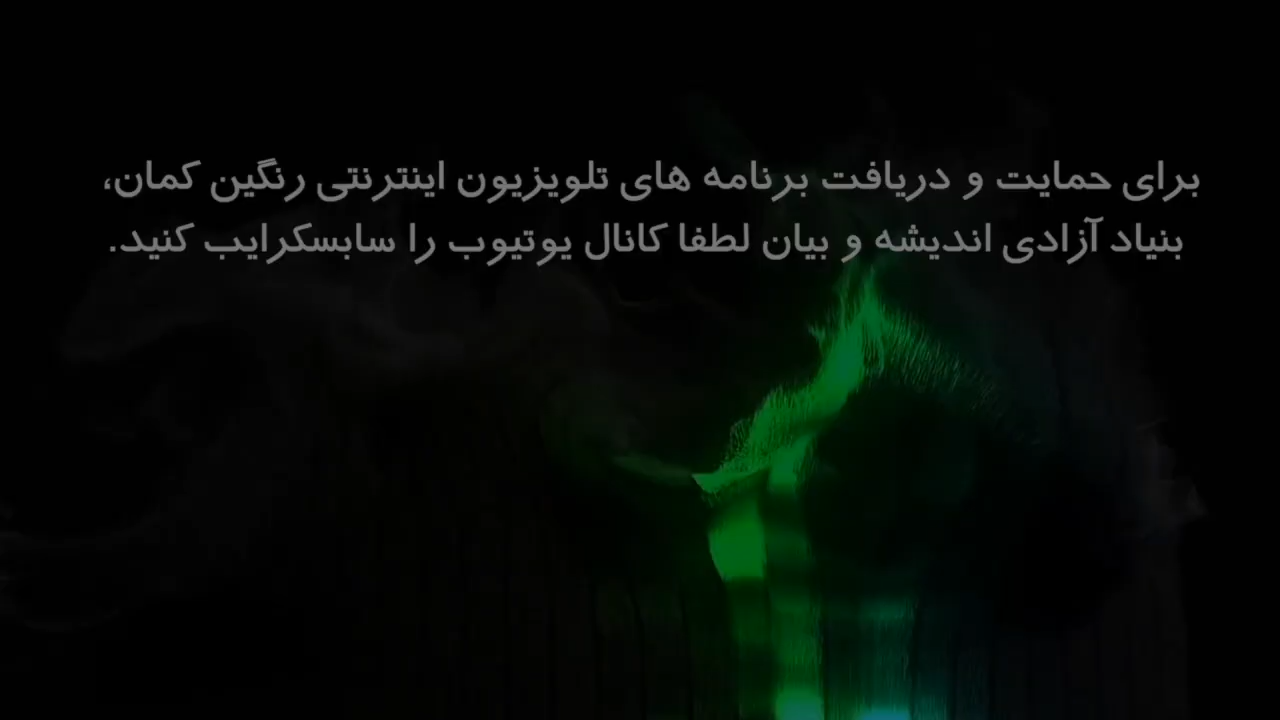 برای حمایت و دریافت برنامه های تلویزیون اینترنتی رنگین کمان،
بنیاد آزادی اندیشه و بیان لطفا کانال یوتیوب را سابسکرایب کنید.